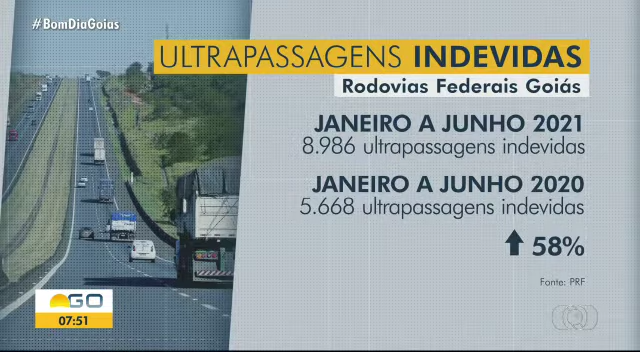 #BomDiaGoias
ULTRAPASSAGENS INDEVIDAS
Rodovias Federais Goiás
JANEIRO A JUNHO 2021
8.986 ultrapassagens indevidas
JANEIRO A JUNHO 2020
5.668 ultrapassagens indevidas
58%
Fonte: PRF
GO
07:51